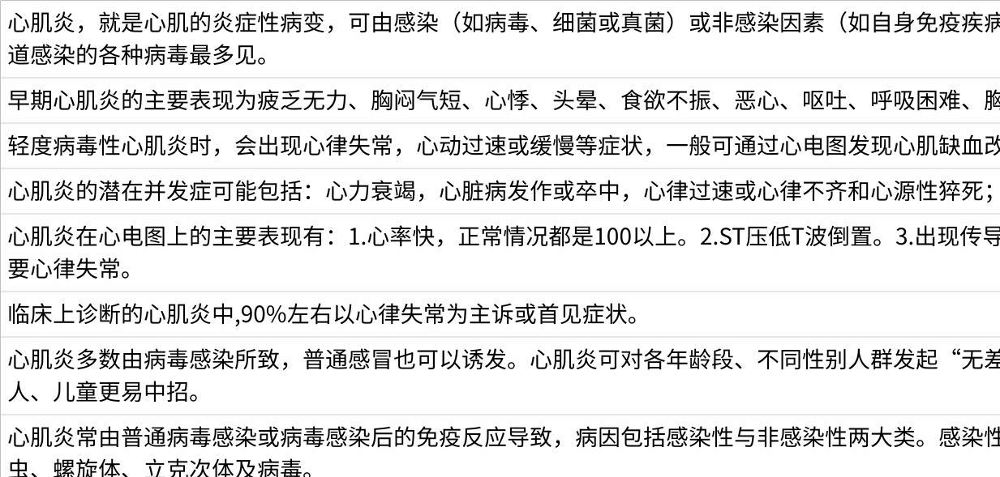 心肌炎，就是心肌的炎症性病变，可由感染（如病毒、细菌或真菌）或非感染因素（如自身免疫疾病
道感染的各种病毒最多见。
早期心肌炎的主要表现为疲乏无力、胸闷气短、心悸、头晕、食欲不振、恶心、呕吐、呼吸困难、胸
轻度病毒性心肌炎时，会出现心律失常，心动过速或缓慢等症状，一般可通过心电图发现心肌缺血改
心肌炎的潜在并发症可能包括：心力衰竭，心脏病发作或卒中，心律过速或心律不齐和心源性猝死；
心肌炎在心电图上的主要表现有：1.心率快，正常情况都是100以上。2.ST压低T波倒置。3.出现传导
要心律失常。
临床上诊断的心肌炎中,90%左右以心律失常为主诉或首见症状。
心肌炎多数由病毒感染所致，普通感冒也可以诱发。心肌炎可对各年龄段、不同性别人群发起“无差
人、儿童更易中招。
心肌炎常由普通病毒感染或病毒感染后的免疫反应导致，病因包括感染性与非感染性两大类。感染性
虫、螺旋体、立克次体及病毒。